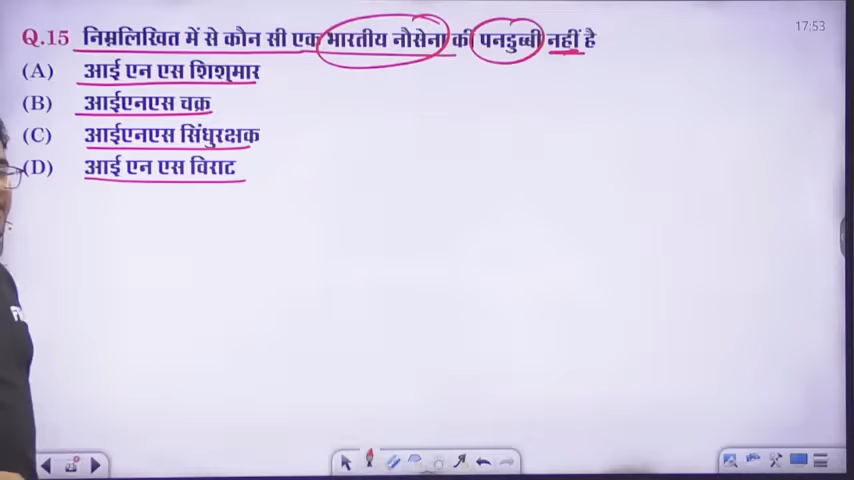 17:53
Q.15 निम्नलिखित में से कौन सी एक भारतीय नौसेना की पनडुब्बी नहीं है
(A) आई एन एस शिशुमार
(B) आईएनएस चक्र
(C) आईएनएस सिंधुरक्षक
(D) आई एन एस विराट